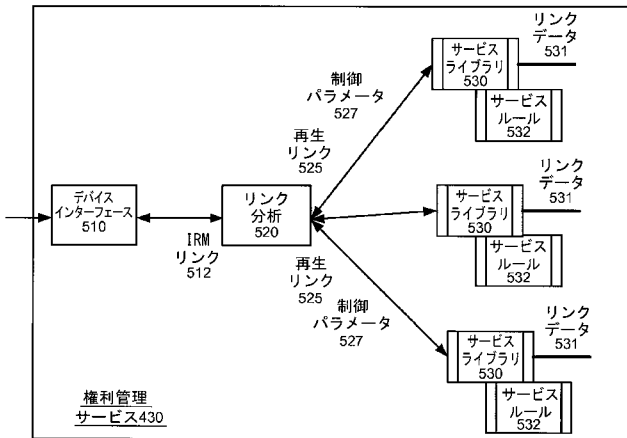 リンク
データ
531
サービス
ライブラリ
530
サービス
ルール
532
制御
パラメータ
527
再生
リンク
525
デバイス
インターフェース
510
IRM
リンク
512
リンク
分析
520
リンク
データ
531
サービス
ライブラリ
530
サービス
ルール
532
再生
リンク
525
制御
パラメータ
527
リンク
データ
531
サービス
ライブラリ
530
サービス
ルール
532
権利管理
サービス430